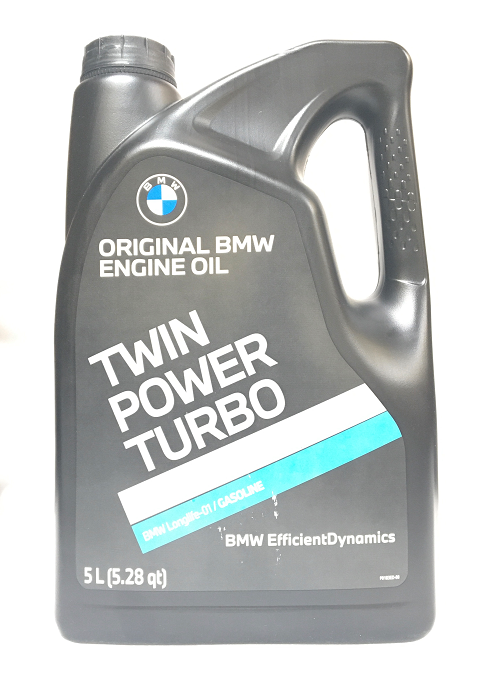 BMW
ORIGINAL BMW
ENGINE OIL
TWIN
POWER
TURBO
BMW Longlife-01 / GASOLINE
BMW EfficientDynamics
5 L (5.28 qt)